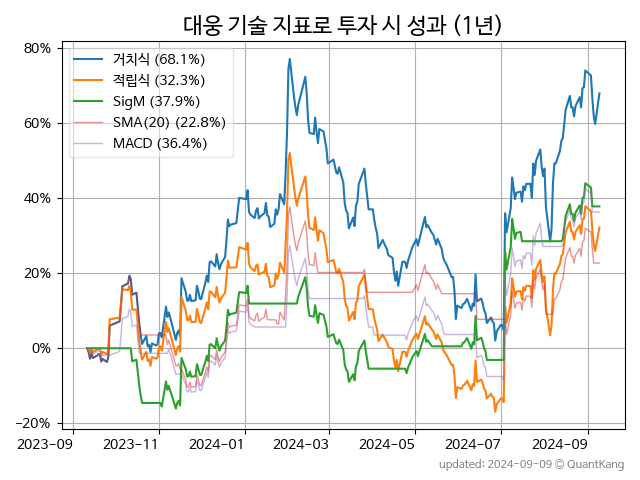 대웅 기술 지표로 투자 시 성과 (1년)
80%
60%
40%
20%
0%
−20%
거치식 (68.1%)
적립식 (32.3%)
SigM (37.9%)
SMA(20) (22.8%)
MACD (36.4%)
2023-09 2023-11 2024-01 2024-03 2024-05 2024-07 2024-09
updated: 2024-09-09 © QuantKang